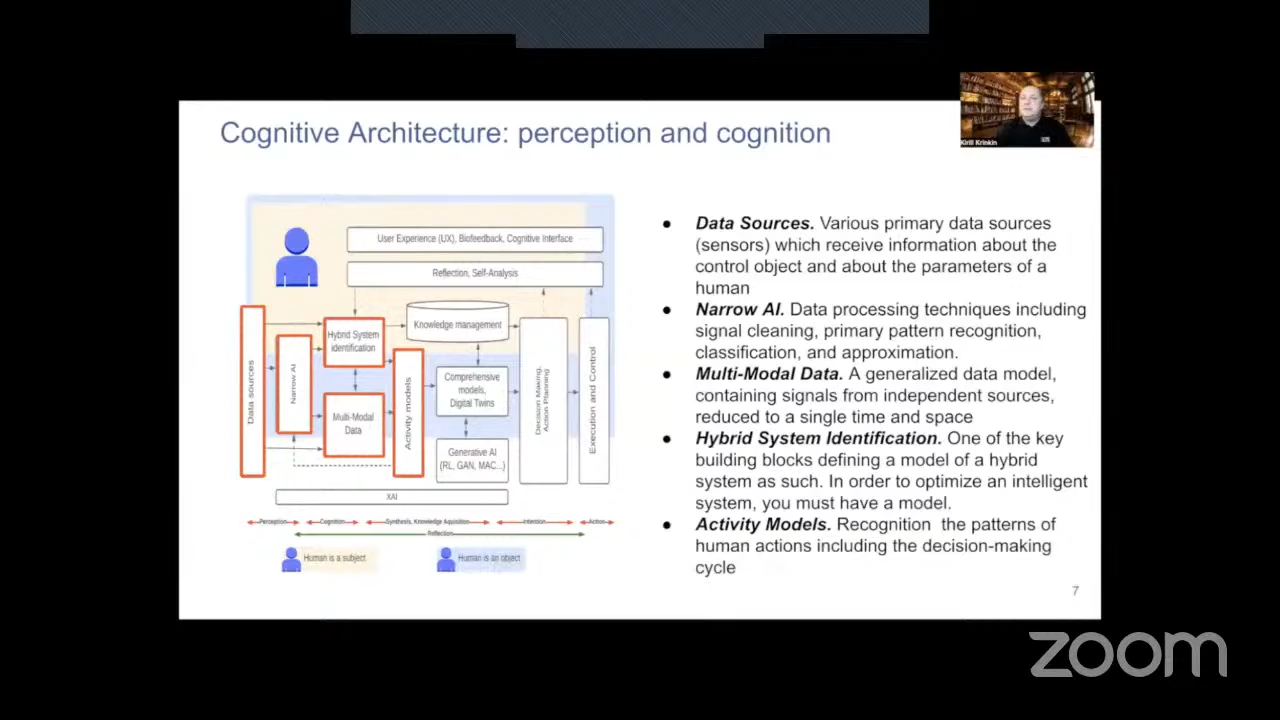 Cognitive Architecture: perception and cognition
Kirill Krinkin
User Experience (UX), Biofeedback, Cognitive Interface
Reflection, Self-Analysis
Data sources
Narrow AI
Hybrid System
identification
Multi-Modal
Data
Activity models
Knowledge management
Comprehensive
models,
Digital Twins
Generative AI
(RL, GAN, MAC...)
Decision Making,
Action Planning
Execution and Control
XAI
Perception
Cognition
Synthesis, Knowledge Aquisition
Intention
Action
Reflection
Human is a subject
Human is an object
● Data Sources. Various primary data sources
(sensors) which receive information about the
control object and about the parameters of a
human
● Narrow AI. Data processing techniques including
signal cleaning, primary pattern recognition,
classification, and approximation.
● Multi-Modal Data. A generalized data model,
containing signals from independent sources,
reduced to a single time and space
● Hybrid System Identification. One of the key
building blocks defining a model of a hybrid
system as such. In order to optimize an intelligent
system, you must have a model.
● Activity Models. Recognition the patterns of
human actions including the decision-making
cycle
7
zoom